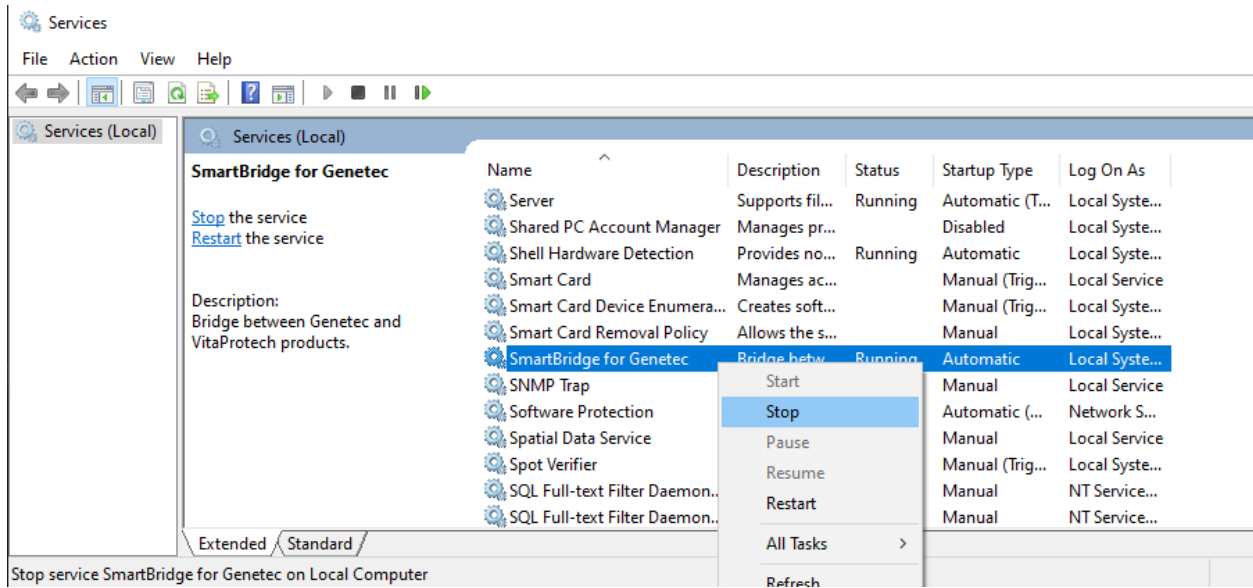 Services
File Action View Help
Services (Local)
Services (Local)
SmartBridge for Genetec
Stop the service
Restart the service
Description:
Bridge between Genetec and
VitaProtech products.
Name Description Status Startup Type Log On As
Server Supports fil... Running Automatic (T... Local Syste...
Shared PC Account Manager Manages pr... Disabled Local Syste...
Shell Hardware Detection Provides no... Running Automatic Local Syste...
Smart Card Manages ac... Manual (Trig... Local Service
Smart Card Device Enumera... Creates soft... Manual (Trig... Local Syste...
Smart Card Removal Policy Allows the s... Manual Local Syste...
SmartBridge for Genetec Bridge betw... Running Automatic Local Syste...
SNMP Trap Manual Local Service
Software Protection Automatic (... Network S...
Spatial Data Service Manual Local Service
Spot Verifier Manual (Trig... Local Syste...
SQL Full-text Filter Daemon.. Manual NT Service...
SQL Full-text Filter Daemon.. Manual NT Service...
Start
Stop
Pause
Resume
Restart
All Tasks >
Refresh
Extended Standard
Stop service SmartBridge for Genetec on Local Computer